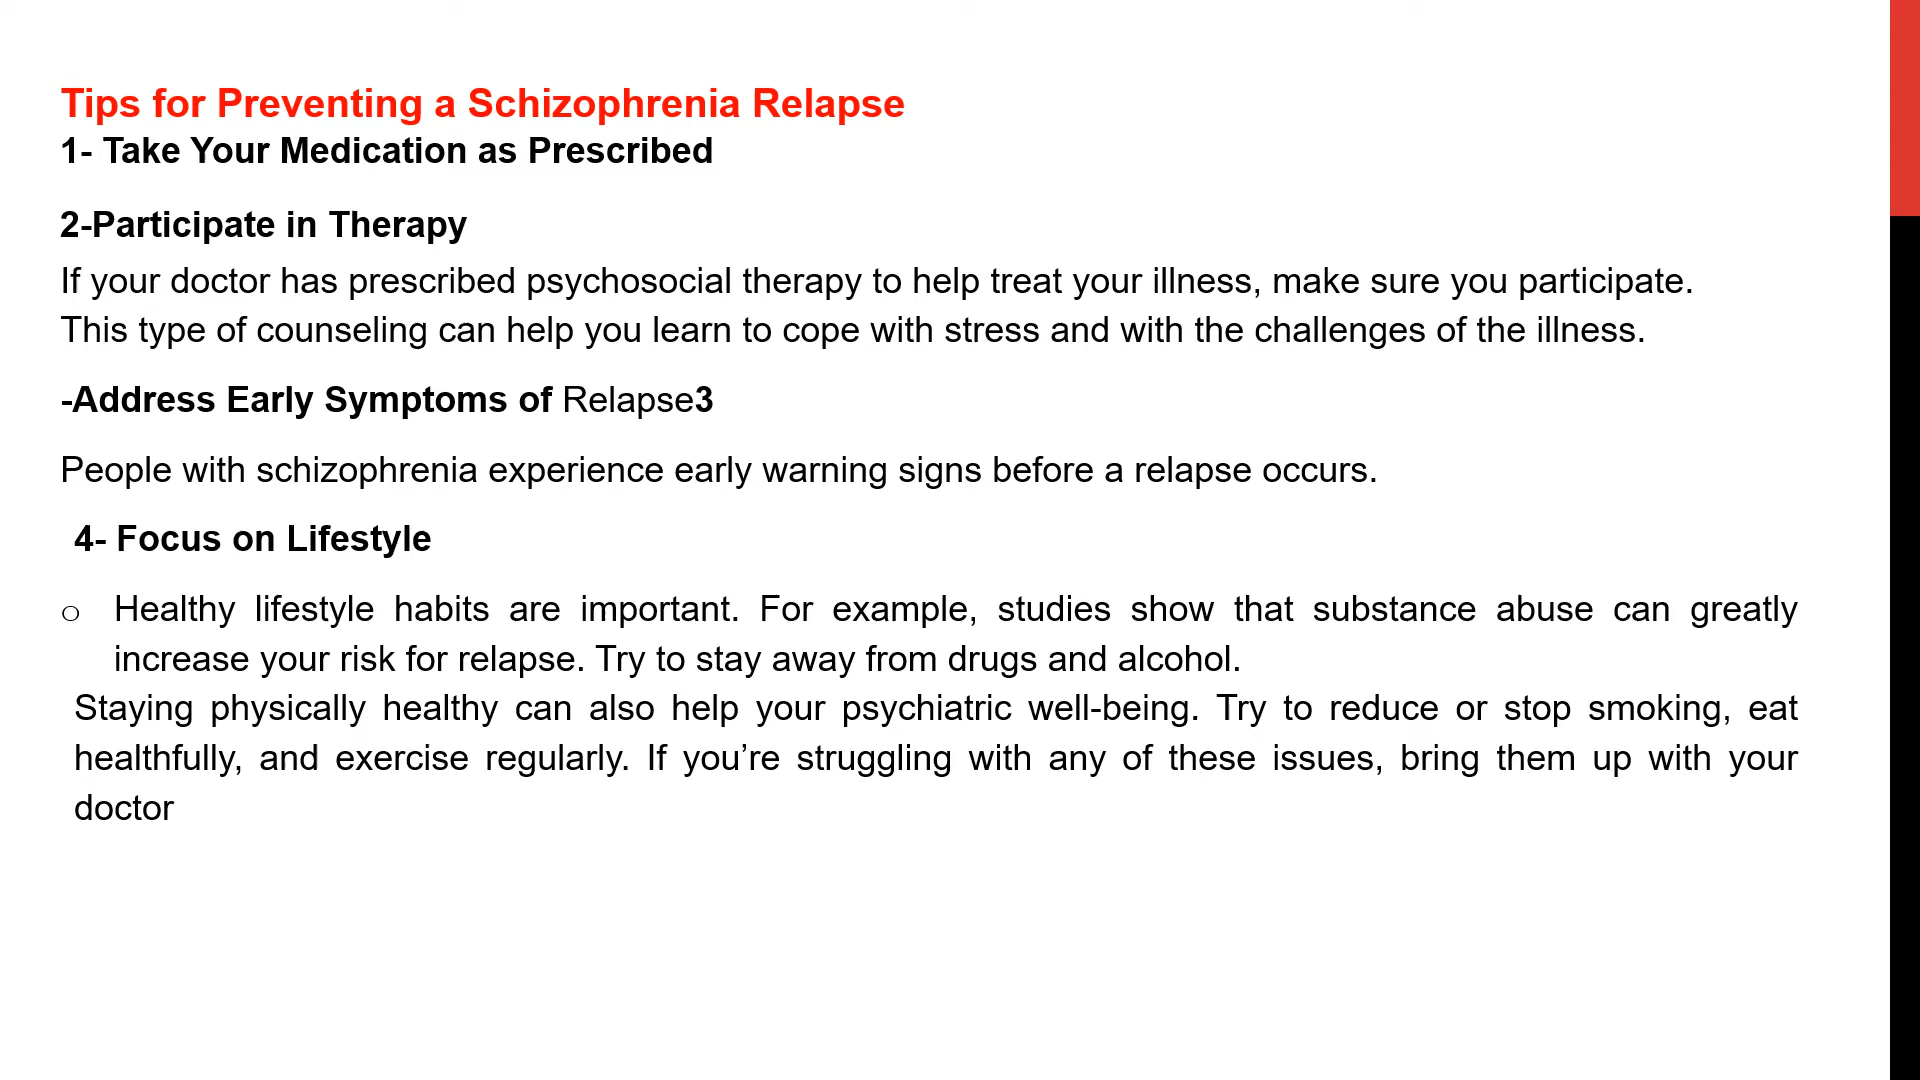 Tips for Preventing a Schizophrenia Relapse
1- Take Your Medication as Prescribed
2-Participate in Therapy
If your doctor has prescribed psychosocial therapy to help treat your illness, make sure you participate.
This type of counseling can help you learn to cope with stress and with the challenges of the illness.
-Address Early Symptoms of Relapse3
People with schizophrenia experience early warning signs before a relapse occurs.
4- Focus on Lifestyle
o Healthy lifestyle habits are important. For example, studies show that substance abuse can greatly
increase your risk for relapse. Try to stay away from drugs and alcohol.
Staying physically healthy can also help your psychiatric well-being. Try to reduce or stop smoking, eat
healthfully, and exercise regularly. If you’re struggling with any of these issues, bring them up with your
doctor